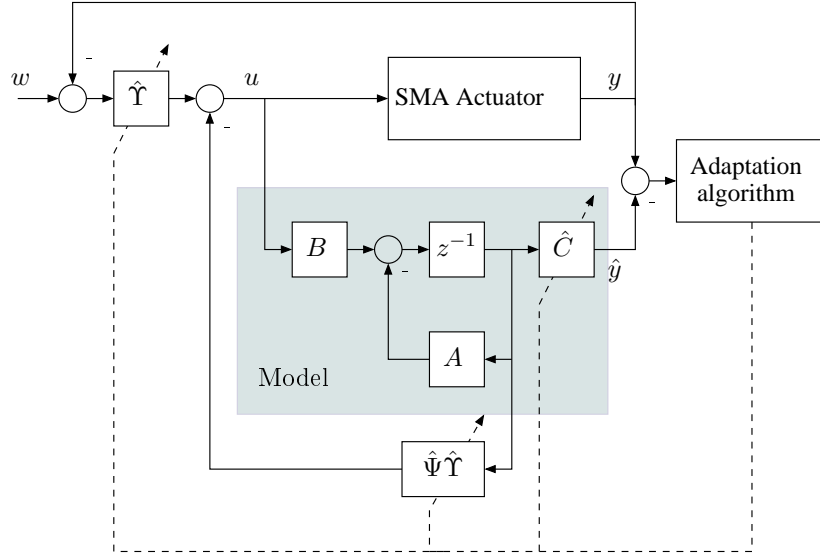 w
Υ̂
u
SMA Actuator
y
Adaptation
algorithm
B
z⁻¹
Ĉ
ŷ
A
Model
Ψ̂Υ̂